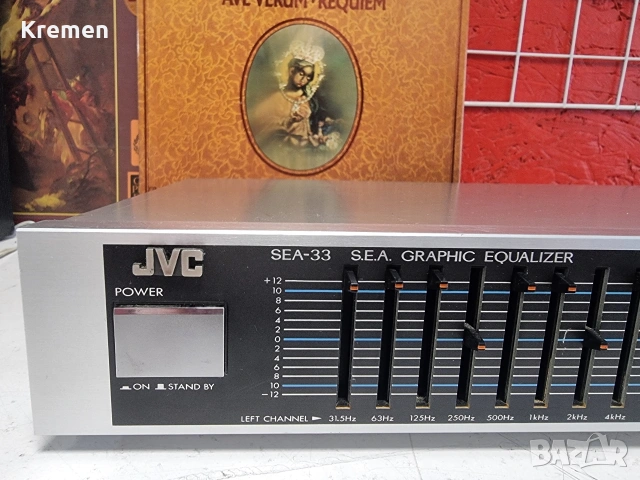 Kremen
AVE VERUM · REQUIEM
JVC
SEA-33 S.E.A. GRAPHIC EQUALIZER
POWER
ON STAND BY
+12
10
8
6
4
2
0
2
4
6
8
10
-12
LEFT CHANNEL 31.5Hz 63Hz 125Hz 250Hz 500Hz 1kHz 2kHz 4kHz
BAZAR